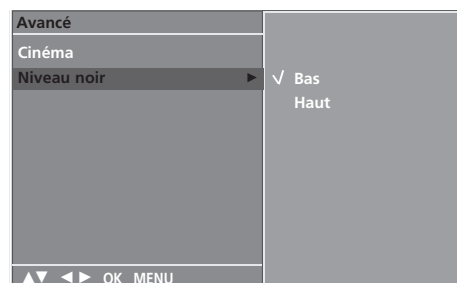 Avancé
Cinéma
Niveau noir ►
√ Bas
Haut
▲▼ ◄► OK MENU